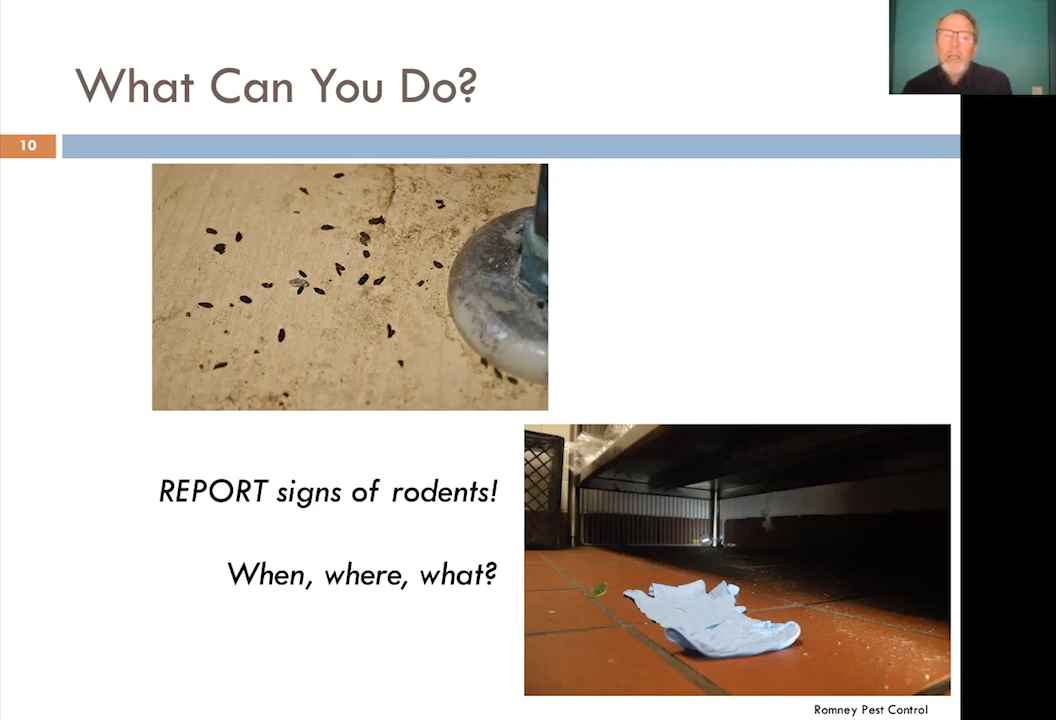 What Can You Do?
10
REPORT signs of rodents!
When, where, what?
Romney Pest Control